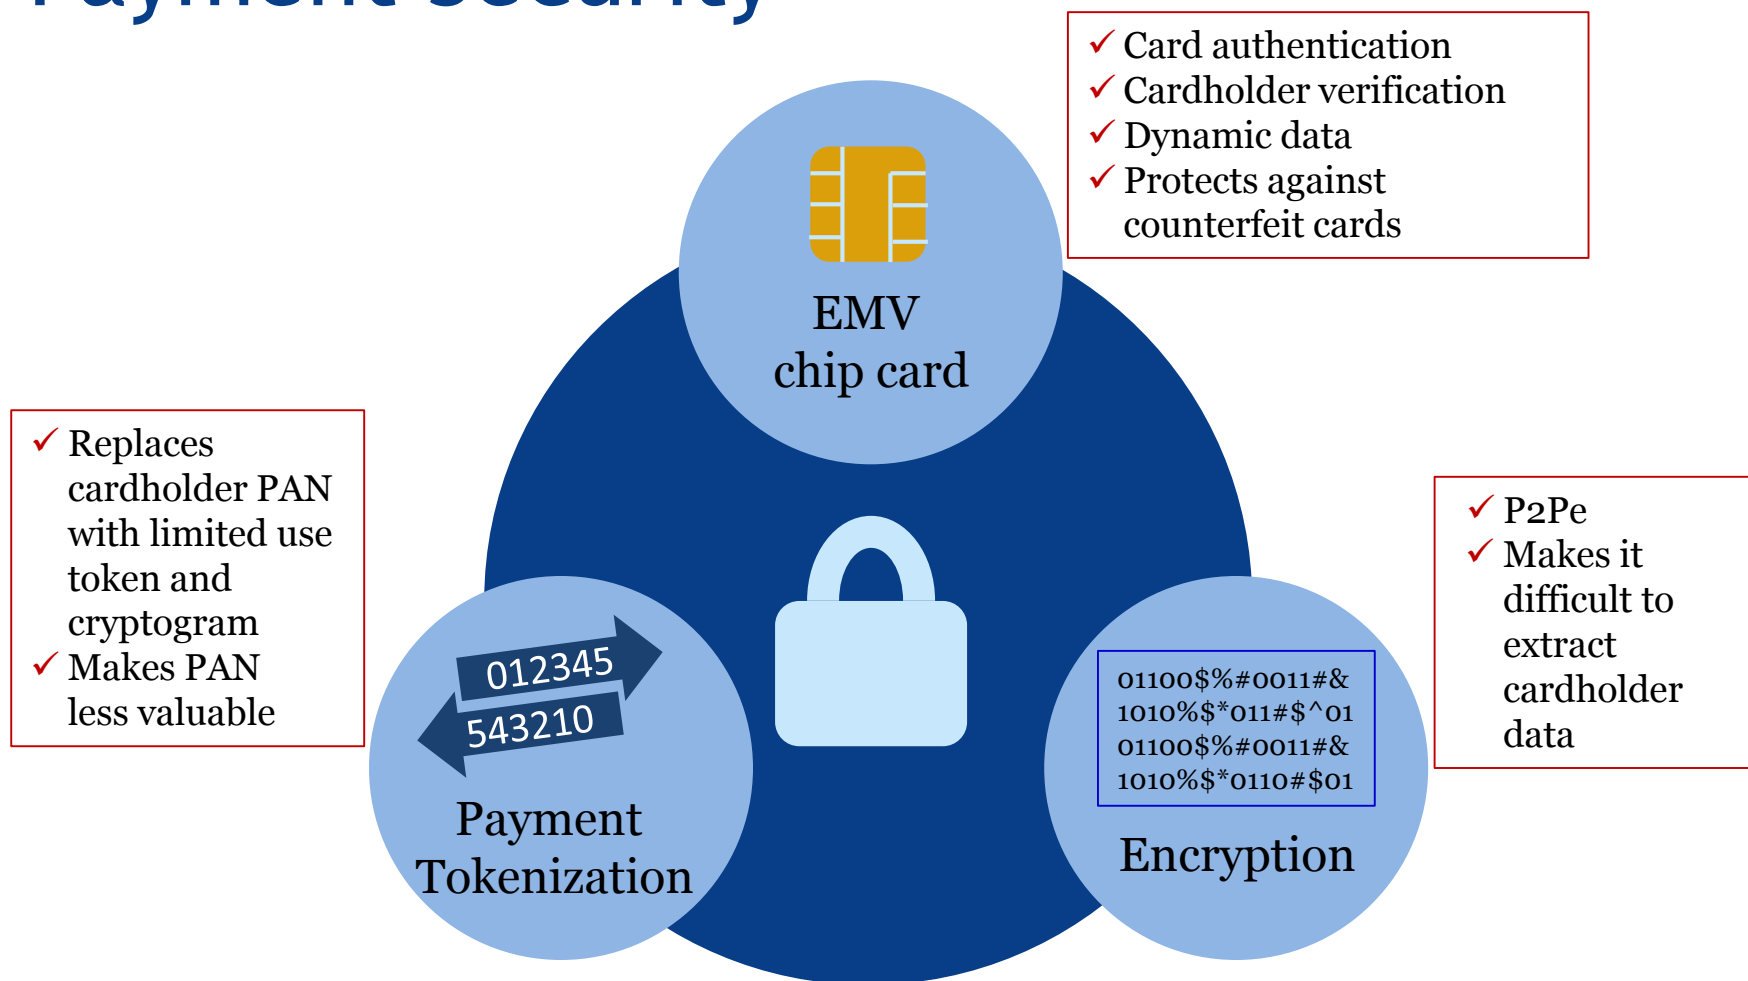 Payment security
Card authentication
Cardholder verification
Dynamic data
Protects against
counterfeit cards
EMV
chip card
Replaces
cardholder PAN
with limited use
token and
cryptogram
Makes PAN
less valuable
P2Pe
Makes it
difficult to
extract
cardholder
data
012345
543210
Payment
Tokenization
01100$%#0011#&
1010%$*011#$^01
01100$%#0011#&
1010%$*0110#$01
Encryption